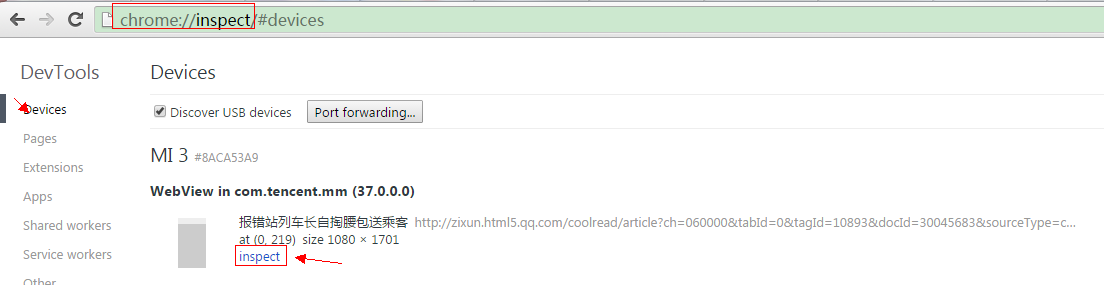 chrome://inspect/#devices
DevTools
Devices
Pages
Extensions
Apps
Shared workers
Service workers
Other
Devices
Discover USB devices Port forwarding...
MI 3 #8ACA53A9
WebView in com.tencent.mm (37.0.0.0)
报错站列车长自掏腰包送乘客 http://zixun.html5.qq.com/coolread/article?ch=060000&tabId=0&tagId=10893&docId=30045683&sourceType=c...
at (0, 219) size 1080 × 1701
inspect